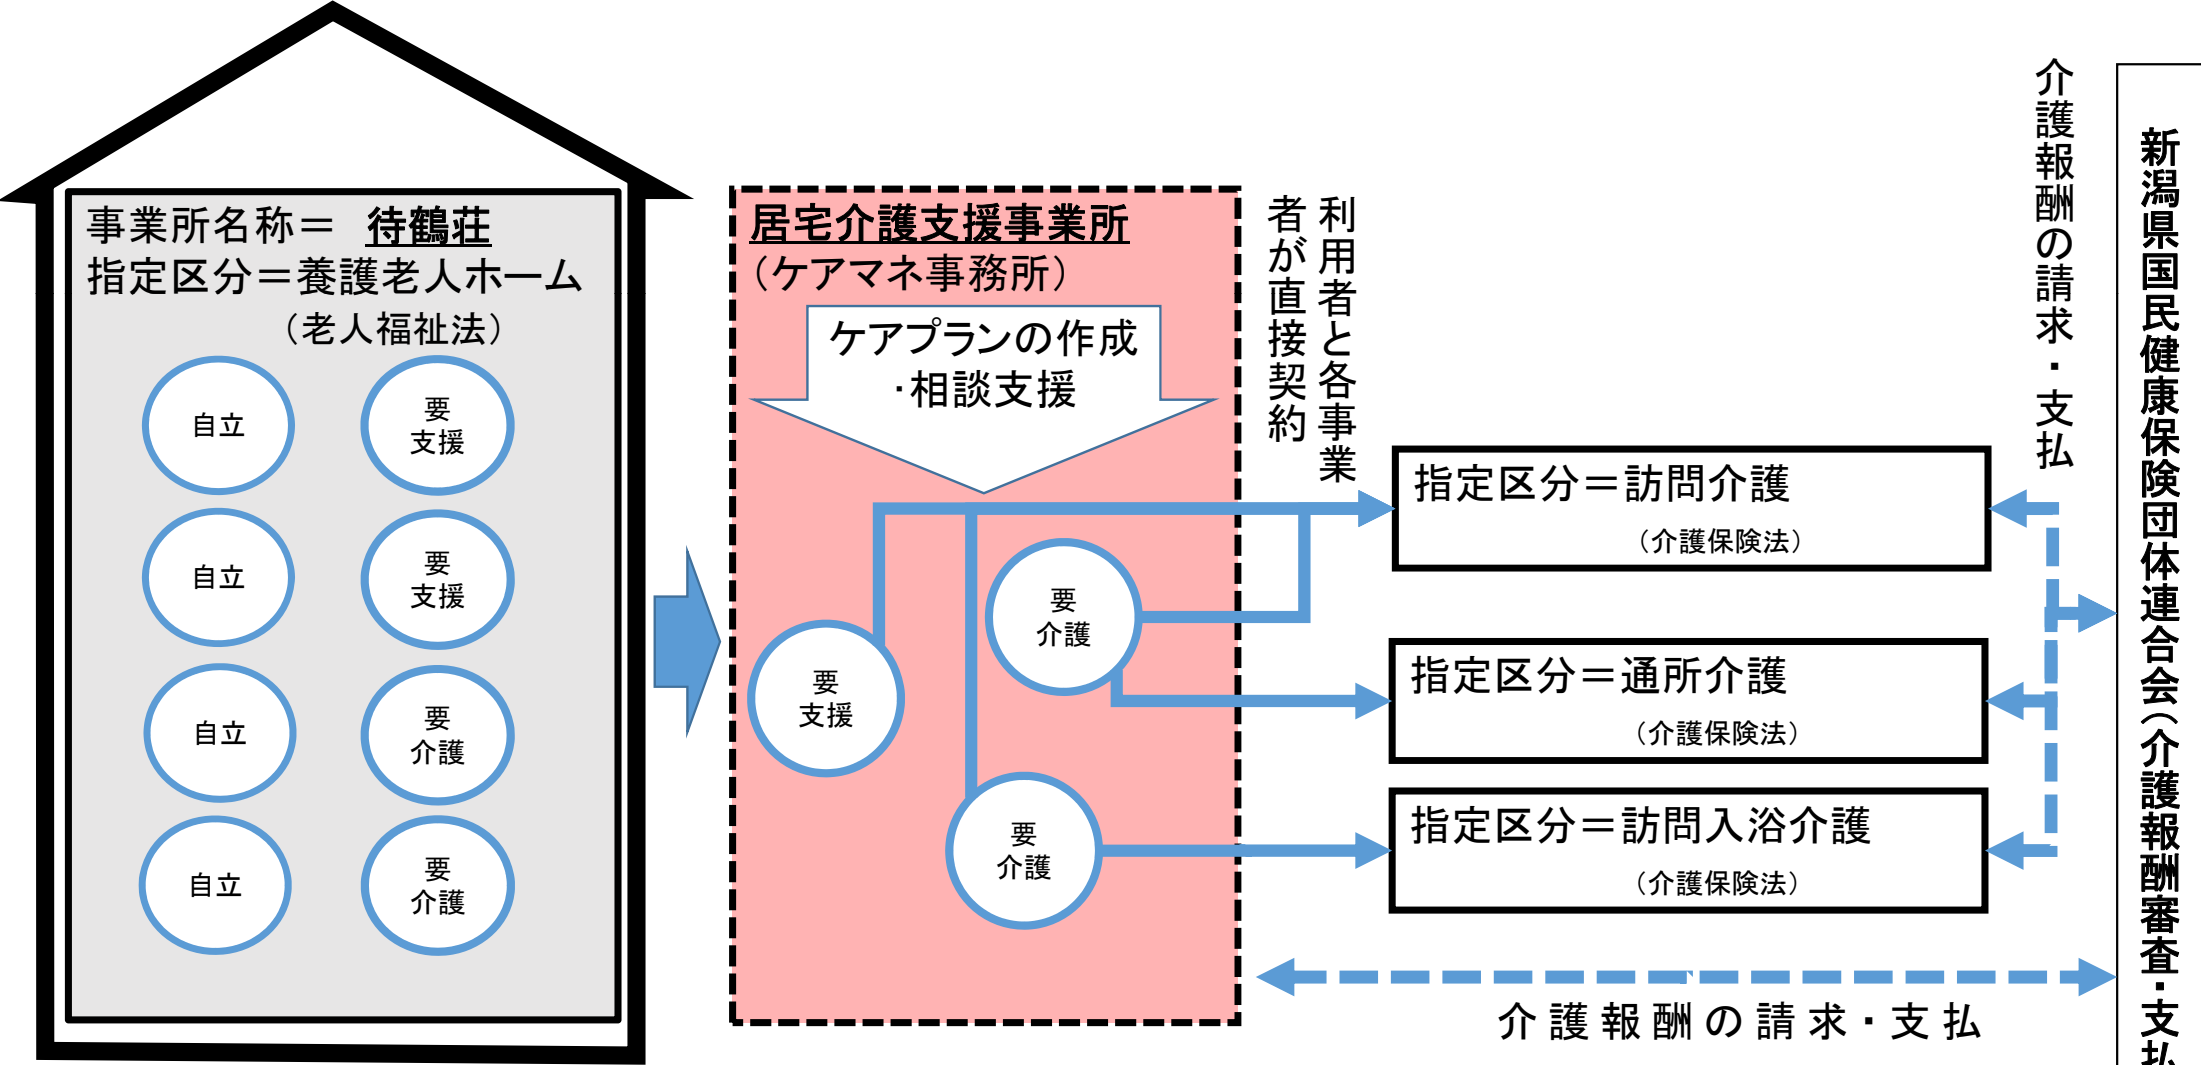 事業所名称＝　待鶴荘
指定区分＝養護老人ホーム
（老人福祉法）
自立
要
支援
自立
要
支援
自立
要
介護
自立
要
介護
居宅介護支援事業所
（ケアマネ事務所）
ケアプランの作成
・相談支援
要
介護
要
支援
要
介護
利用者と各事業
者が直接契約
指定区分＝訪問介護
（介護保険法）
指定区分＝通所介護
（介護保険法）
指定区分＝訪問入浴介護
（介護保険法）
介護報酬の請求・支払
介護報酬の請求・支払
新潟県国民健康保険団体連合会（介護報酬審査・支払